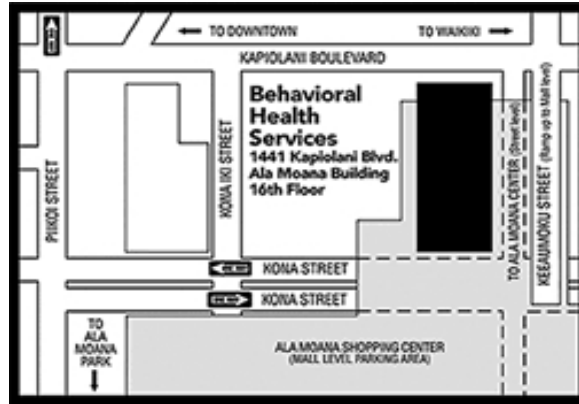 TO DOWNTOWN
TO WAIKIKI
KAPIOLANI BOULEVARD
Behavioral
Health
Services
1441 Kapiolani Blvd.
Ala Moana Building
16th Floor
PIIKOI STREET
KONA IKI STREET
TO ALA MOANA CENTER (Street level)
KEEAUMOKU STREET (Ramp up to Mall level)
KONA STREET
KONA STREET
TO
ALA
MOANA
PARK
ALA MOANA SHOPPING CENTER
(MALL LEVEL PARKING AREA)